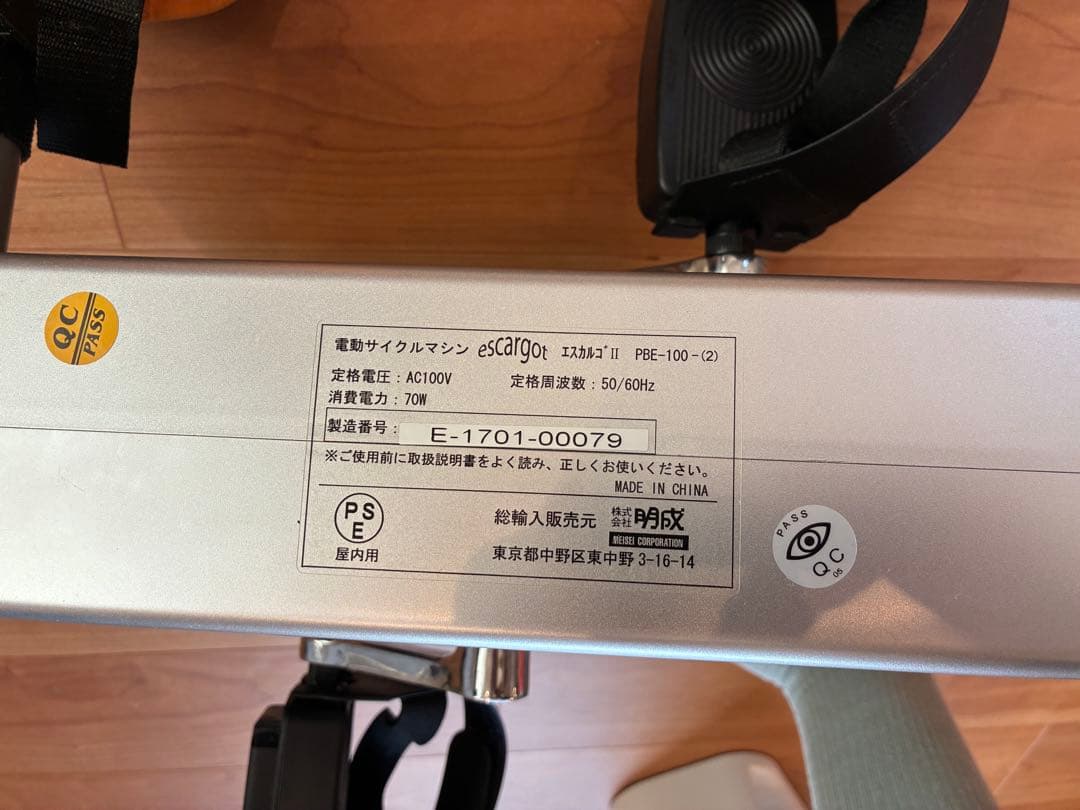 QC
PASS
電動サイクルマシン escargot エスカルゴⅡ PBE-100-(2)
定格電圧：AC100V 定格周波数：50/60Hz
消費電力：70W
製造番号： E-1701-00079
※ご使用前に取扱説明書をよく読み、正しくお使いください。
MADE IN CHINA
PS
E
屋内用
総輸入販売元 株式会社 明成
MEISEI CORPORATION
東京都中野区東中野3-16-14
PASS
QC
06